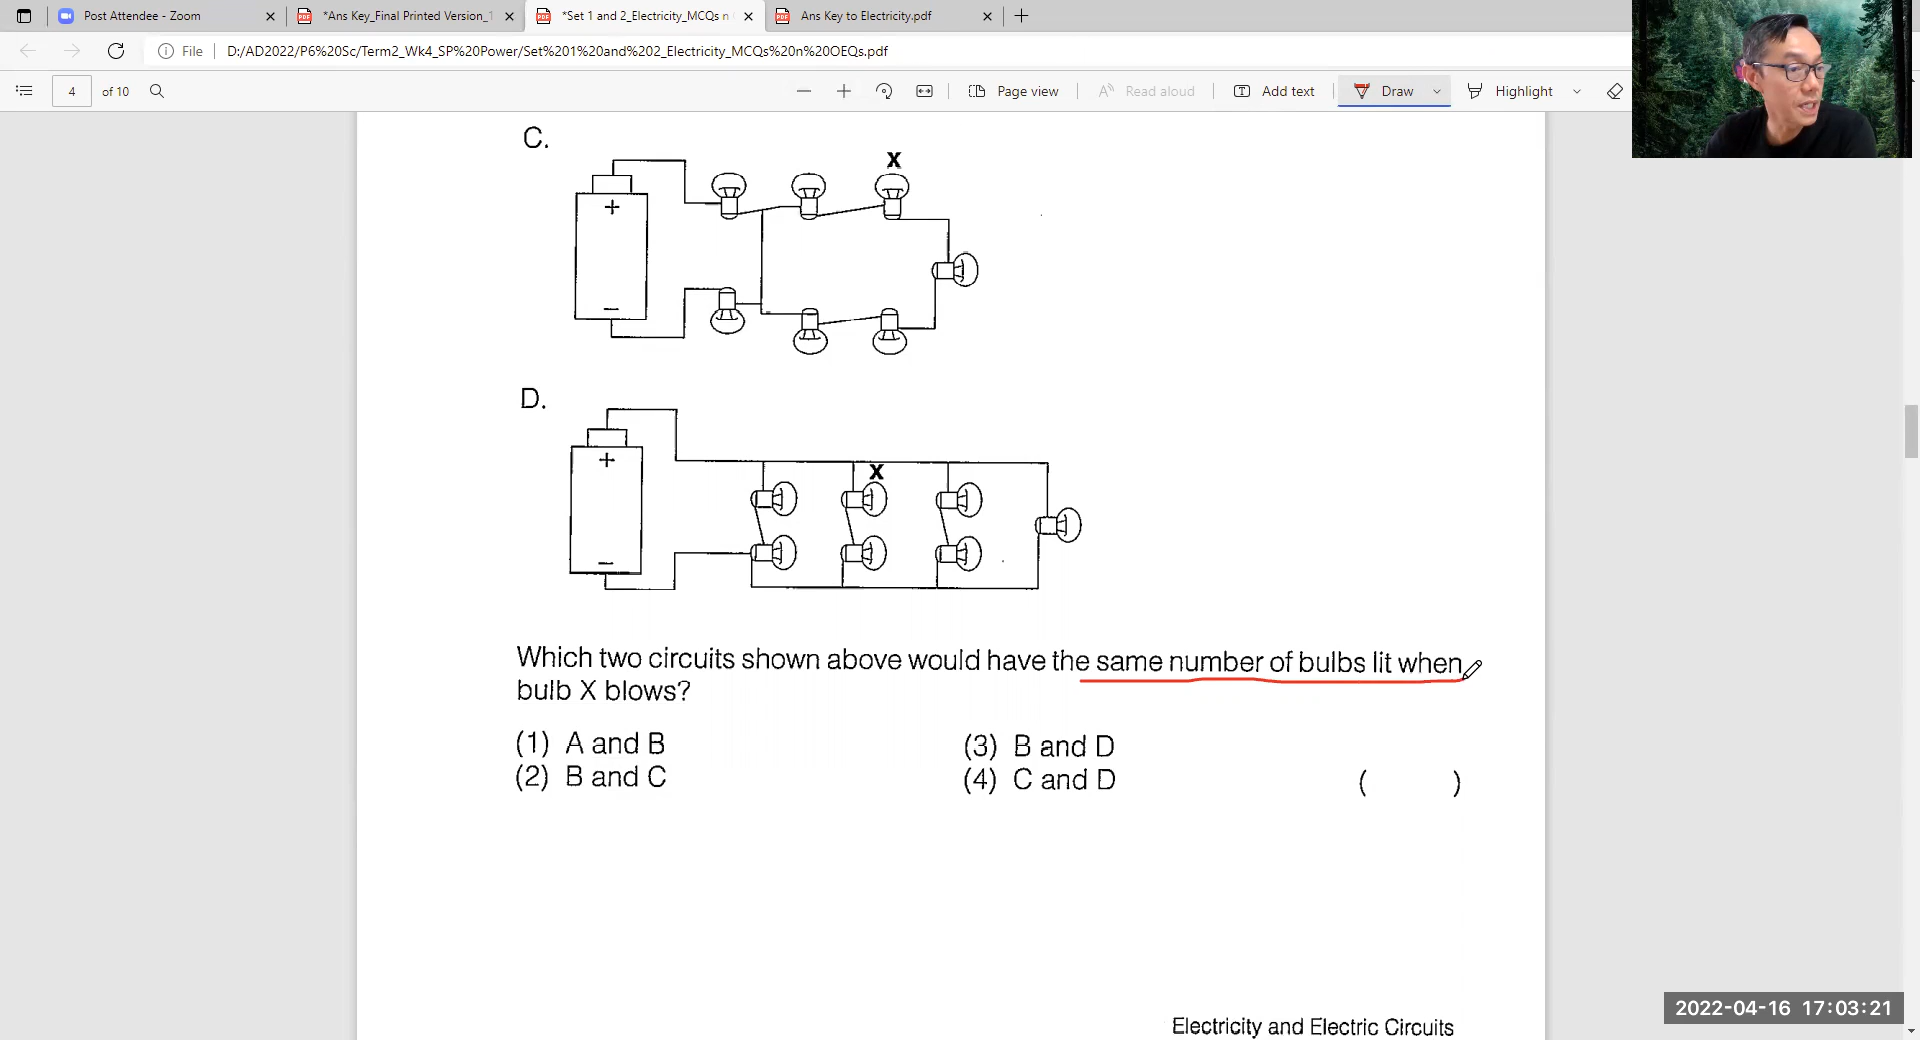 Post Attendee - Zoom
*Ans Key_Final Printed Version_1
*Set 1 and 2_Electricity_MCQs n
Ans Key to Electricity.pdf
File
D:/AD2022/P6%20Sc/Term2_Wk4_SP%20Power/Set%201%20and%202_Electricity_MCQs%20n%20OEQs.pdf
4 of 10
Page view
Read aloud
Add text
Draw
Highlight
C.
X
+
−
D.
X
+
−
Which two circuits shown above would have the same number of bulbs lit when
bulb X blows?
(1) A and B
(3) B and D
(2) B and C
(4) C and D
( )
2022-04-16 17:03:21
Electricity and Electric Circuits